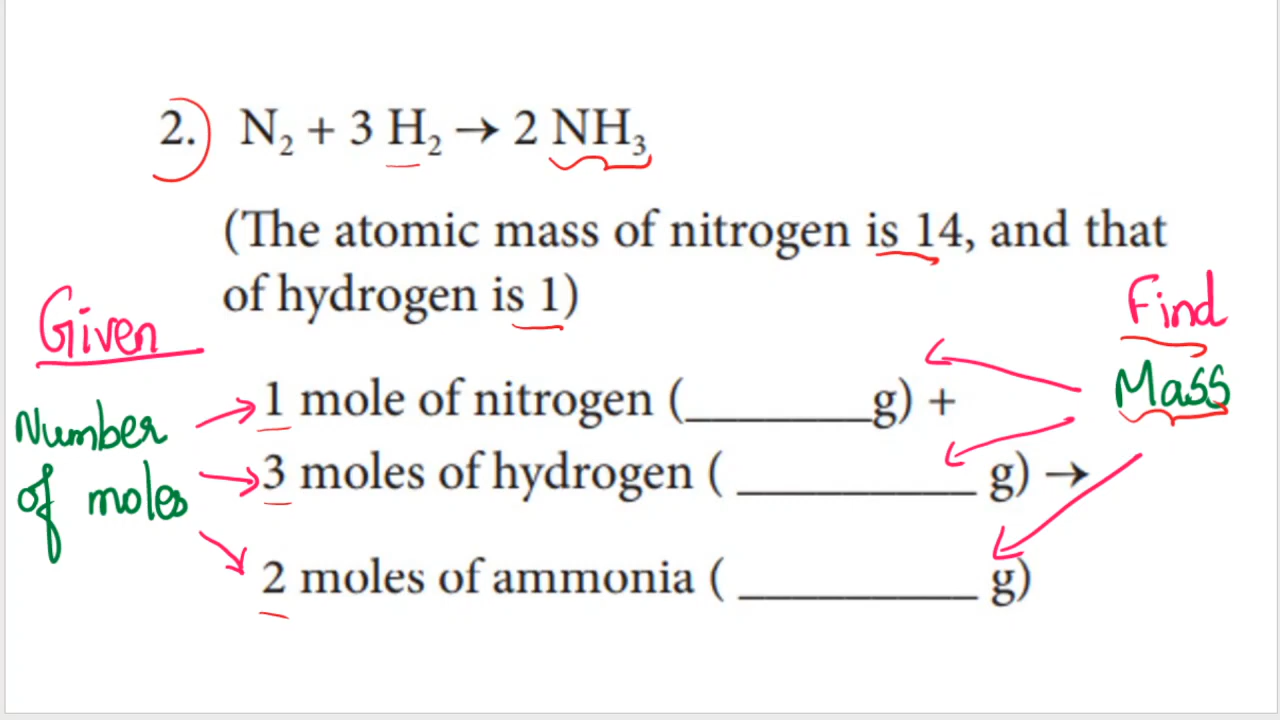 2. N₂ + 3 H₂ → 2 NH₃
(The atomic mass of nitrogen is 14, and that
of hydrogen is 1)
Given
Find
Mass
Number
of moles
1 mole of nitrogen (________g) +
3 moles of hydrogen ( __________ g) →
2 moles of ammonia ( __________ g)